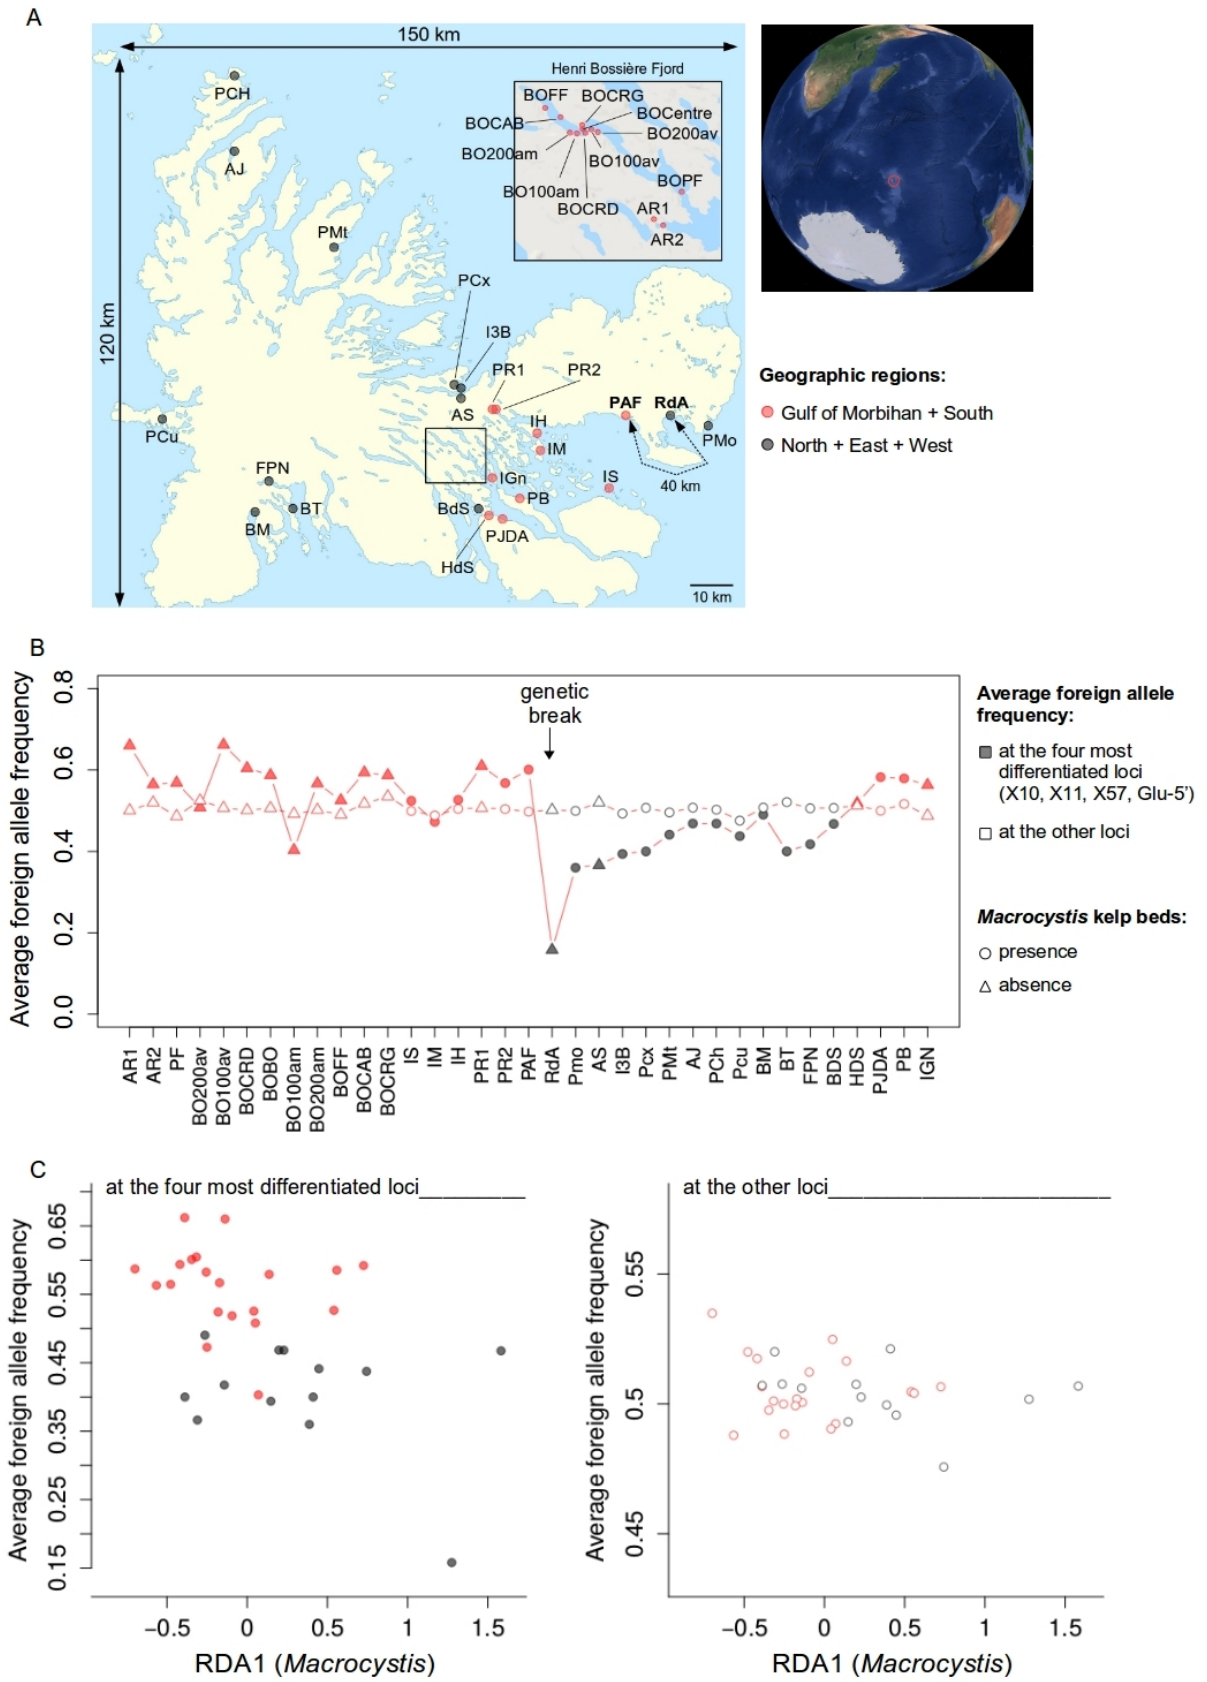 A
150 km
120 km
Henri Bossière Fjord
BOFF
BOCRG
BOCAB
BOCentre
BO200av
BO200am
BO100av
BO100am
BOPF
BOCRD
AR1
AR2
PCH
AJ
PMt
PCx
I3B
PR1
PR2
AS
PAF
RdA
IH
PMo
PCu
IM
40 km
FPN
IGn
IS
PB
BT
BdS
BM
PJDA
HdS
10 km
Geographic regions:
Gulf of Morbihan + South
North + East + West
B
Average foreign allele frequency
0.8
0.6
0.4
0.2
0.0
genetic
break
AR1
AR2
PF
BO200av
BO100av
BOCRD
BOBO
BO100am
BO200am
BOFF
BOCAB
BOCRG
IS
IM
IH
PR1
PR2
PAF
RdA
Pmo
AS
I3B
Pcx
PMt
AJ
PCh
Pcu
BM
BT
FPN
BDS
HDS
PJDA
PB
IGN
Average foreign allele
frequency:
at the four most
differentiated loci
(X10, X11, X57, Glu-5')
at the other loci
Macrocystis kelp beds:
presence
absence
C
at the four most differentiated loci
Average foreign allele frequency
0.65
0.55
0.45
0.35
0.25
0.15
−0.5 0 0.5 1 1.5
RDA1 (Macrocystis)
at the other loci
Average foreign allele frequency
0.55
0.5
0.45
−0.5 0 0.5 1 1.5
RDA1 (Macrocystis)